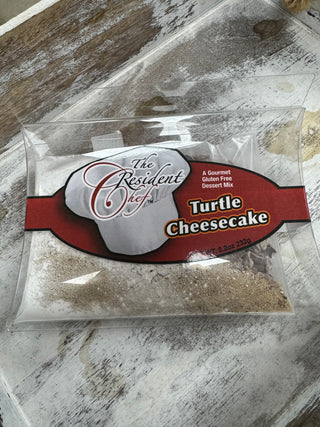 The
Resident
Chef
A Gourmet
Gluten Free
Dessert Mix
Turtle
Cheesecake